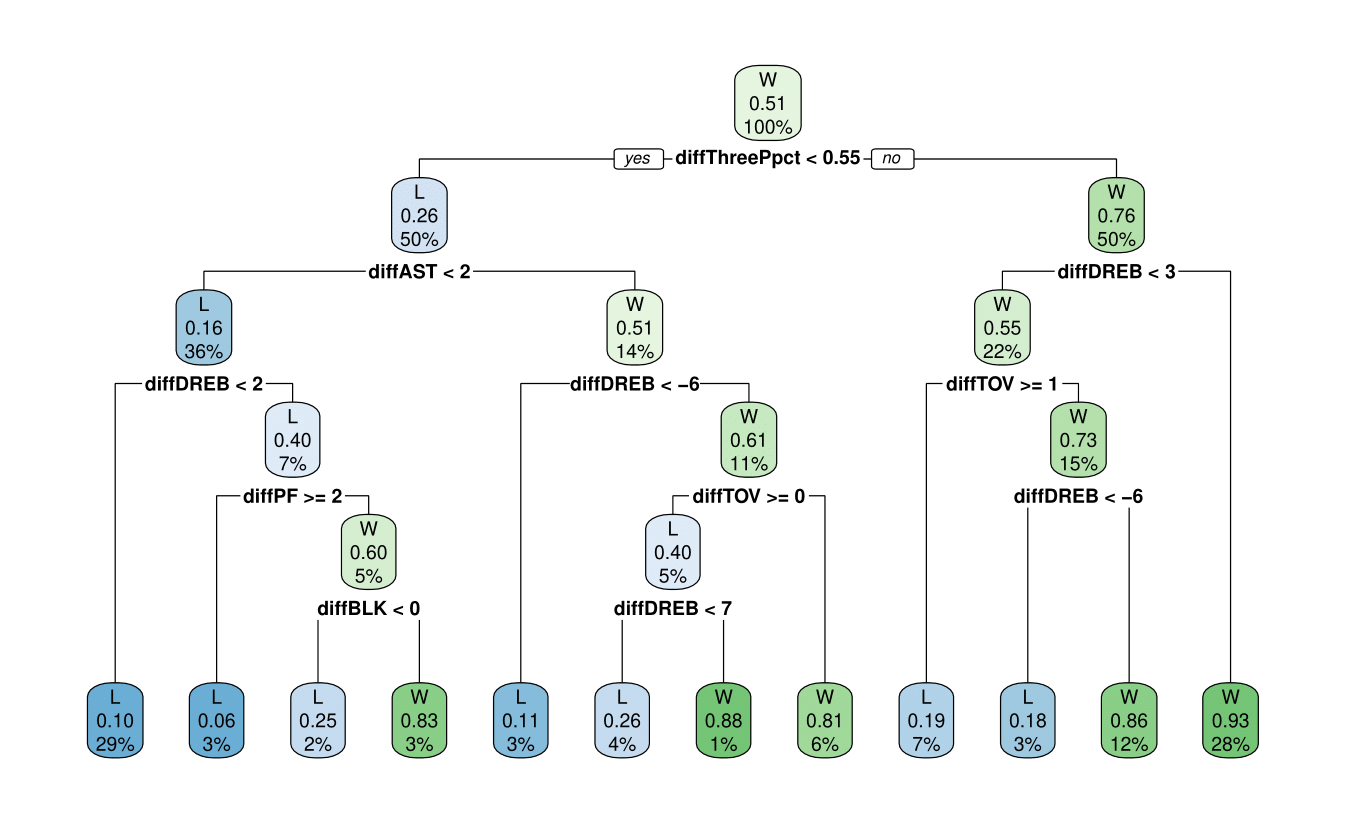 W
0.51
100%
yes diffThreePpct < 0.55 no
L
0.26
50%
W
0.76
50%
diffAST < 2
diffDREB < 3
L
0.16
36%
W
0.51
14%
W
0.55
22%
diffDREB < 2
diffDREB < −6
diffTOV >= 1
L
0.40
7%
W
0.61
11%
W
0.73
15%
diffPF >= 2
diffTOV >= 0
diffDREB < −6
W
0.60
5%
L
0.40
5%
diffBLK < 0
diffDREB < 7
L
0.10
29%
L
0.06
3%
L
0.25
2%
W
0.83
3%
L
0.11
3%
L
0.26
4%
W
0.88
1%
W
0.81
6%
L
0.19
7%
L
0.18
3%
W
0.86
12%
W
0.93
28%